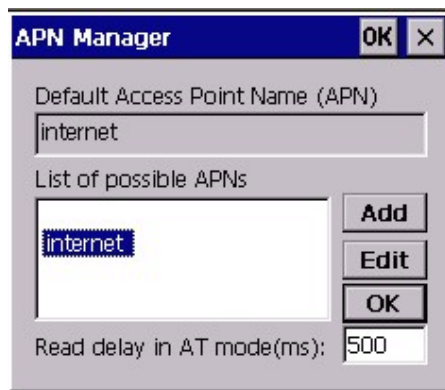 APN Manager OK ×
Default Access Point Name (APN)
internet
List of possible APNs
internet
Add
Edit
OK
Read delay in AT mode(ms): 500